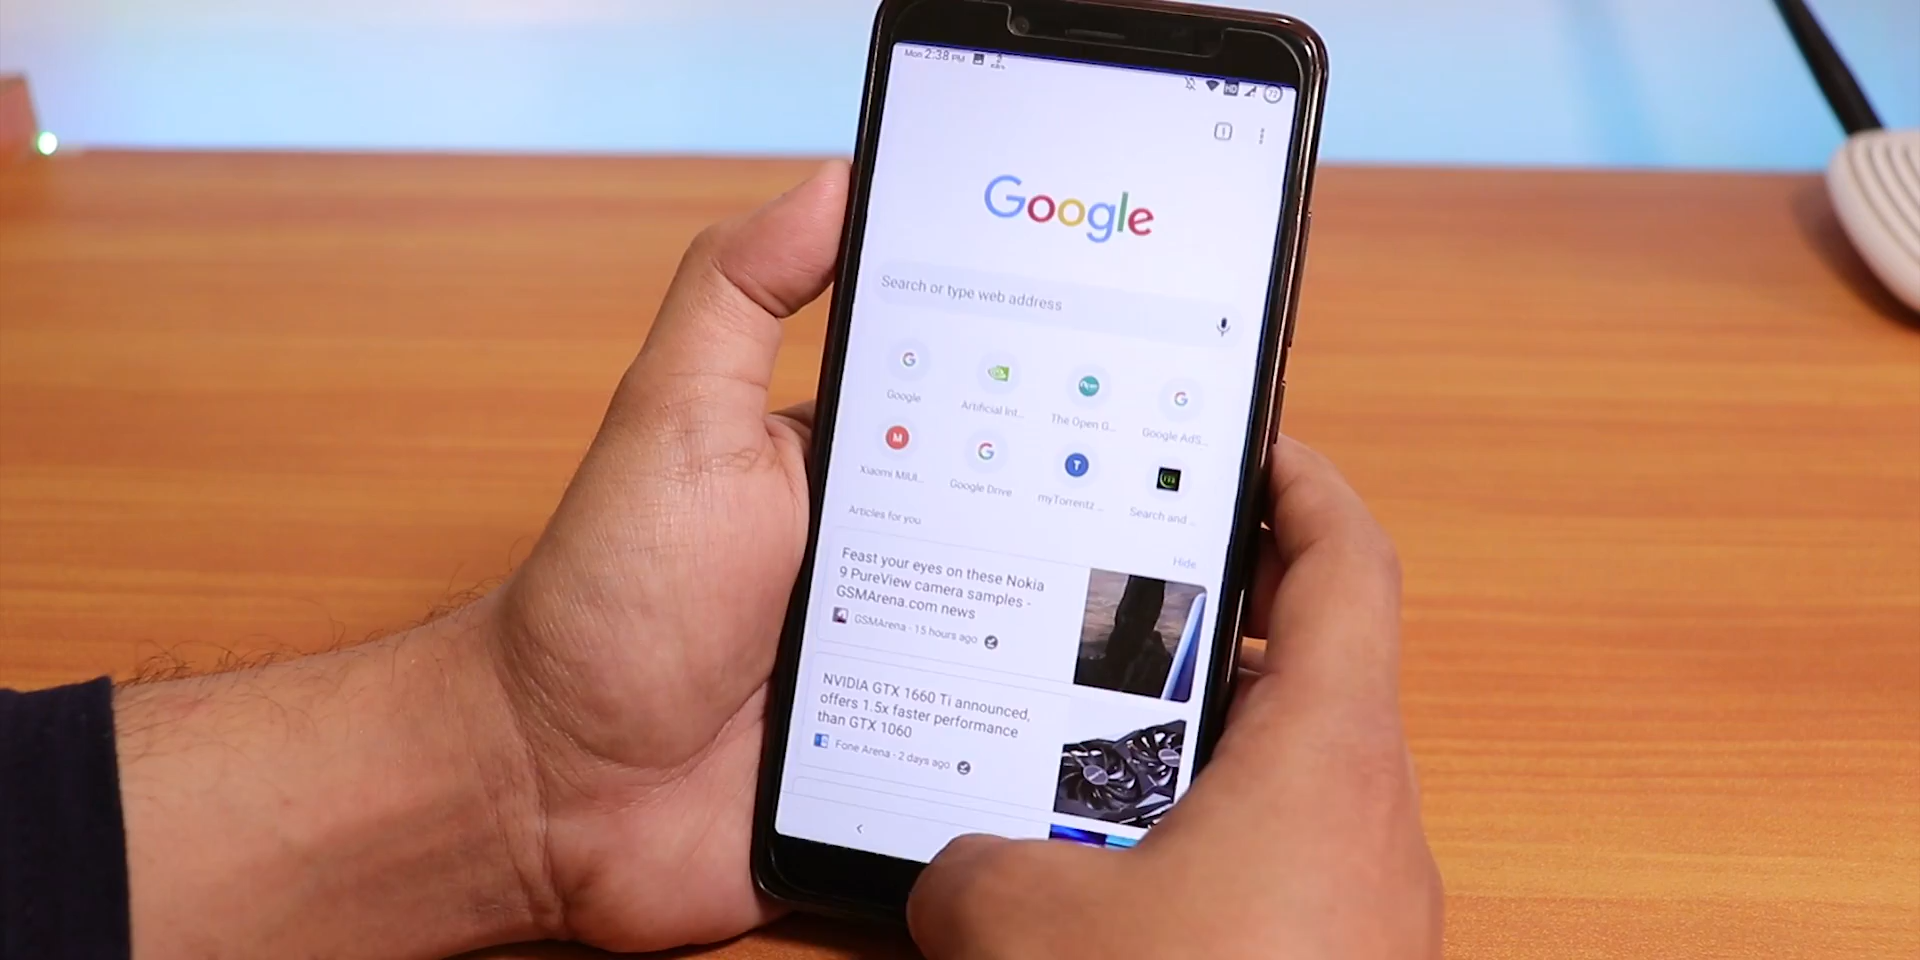 Mon 2:38 PM
HD
1
Google
Search or type web address
Google
Artificial Int...
The Open G...
Google AdS...
M
T
Xiaomi MIUI...
Google Drive
myTorrentz ...
Search and ...
Articles for you
Hide
Feast your eyes on these Nokia
9 PureView camera samples -
GSMArena.com news
GSMArena - 15 hours ago
NVIDIA GTX 1660 Ti announced,
offers 1.5x faster performance
than GTX 1060
Fone Arena - 2 days ago